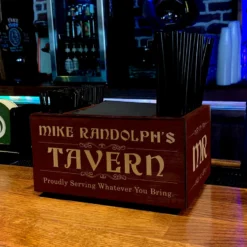 MIKE RANDOLPH'S
TAVERN
Proudly Serving Whatever You Bring.
MR